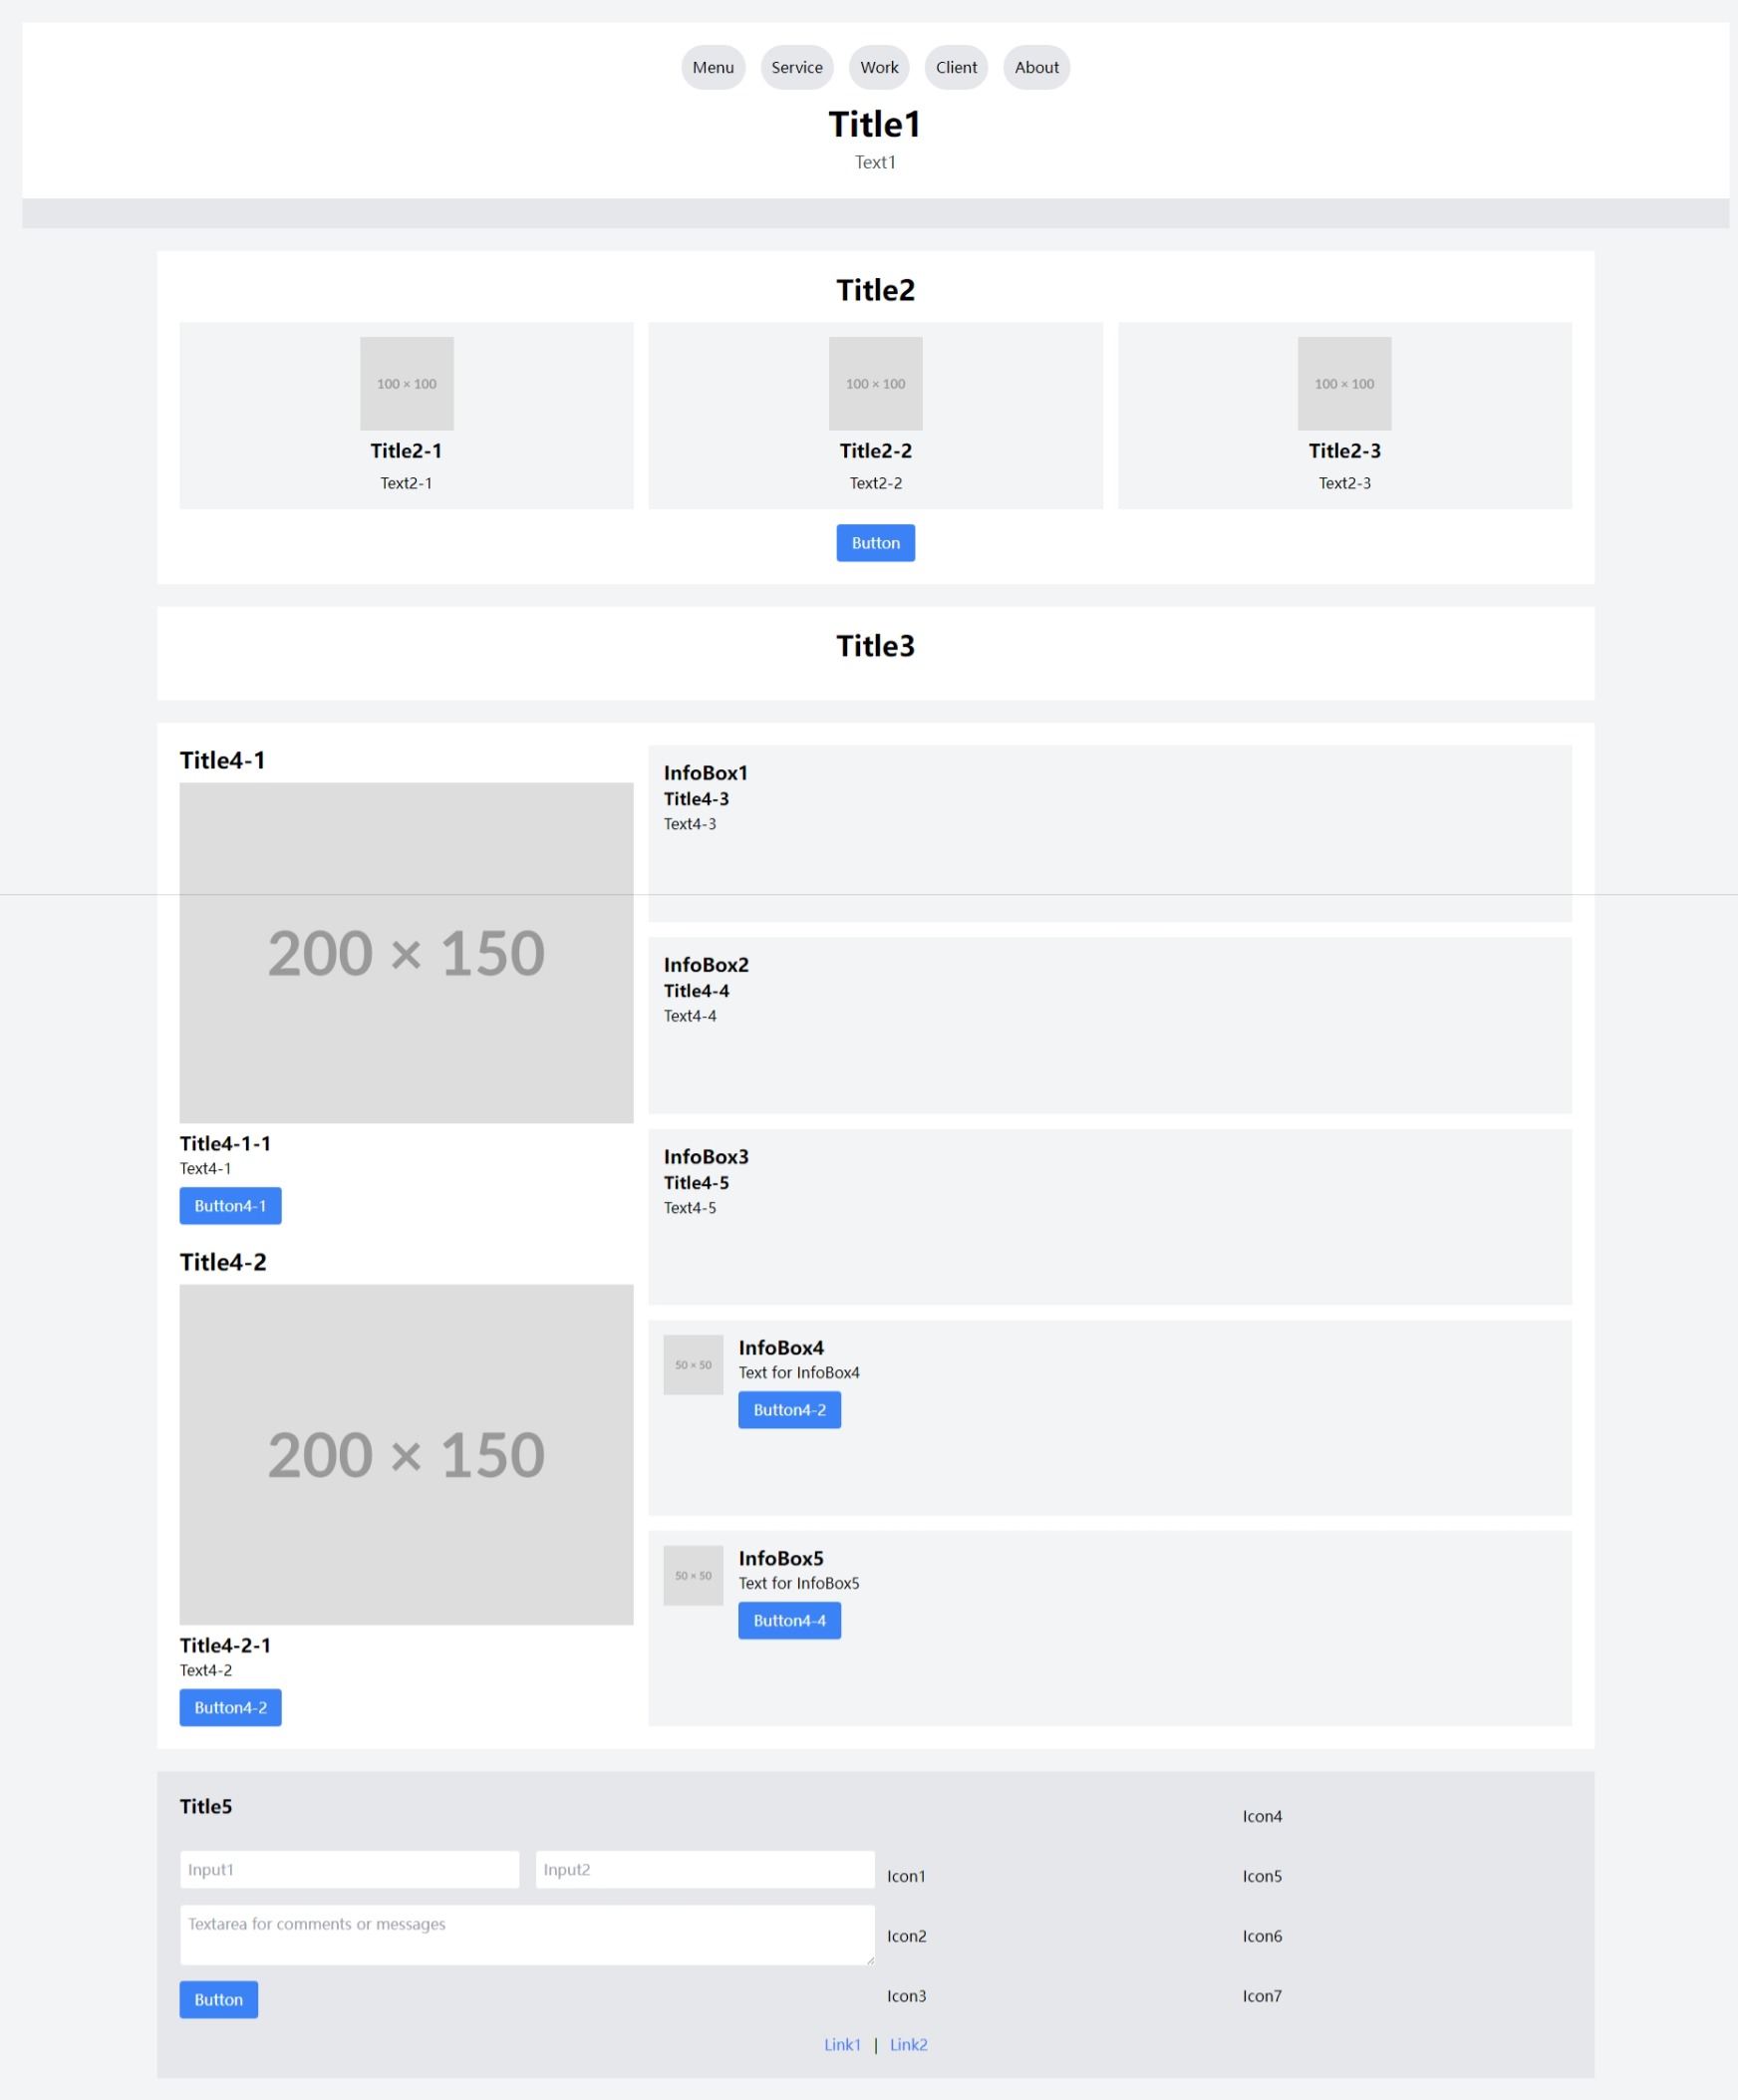 Menu Service Work Client About
Title1
Text1
Title2
100 × 100 100 × 100 100 × 100
Title2-1 Title2-2 Title2-3
Text2-1 Text2-2 Text2-3
Button
Title3
Title4-1
200 × 150
Title4-1-1
Text4-1
Button4-1
Title4-2
200 × 150
Title4-2-1
Text4-2
Button4-2
InfoBox1
Title4-3
Text4-3
InfoBox2
Title4-4
Text4-4
InfoBox3
Title4-5
Text4-5
50 × 50
InfoBox4
Text for InfoBox4
Button4-2
50 × 50
InfoBox5
Text for InfoBox5
Button4-4
Title5
Input1 Input2
Textarea for comments or messages
Button
Icon1
Icon2
Icon3
Icon4
Icon5
Icon6
Icon7
Link1 | Link2